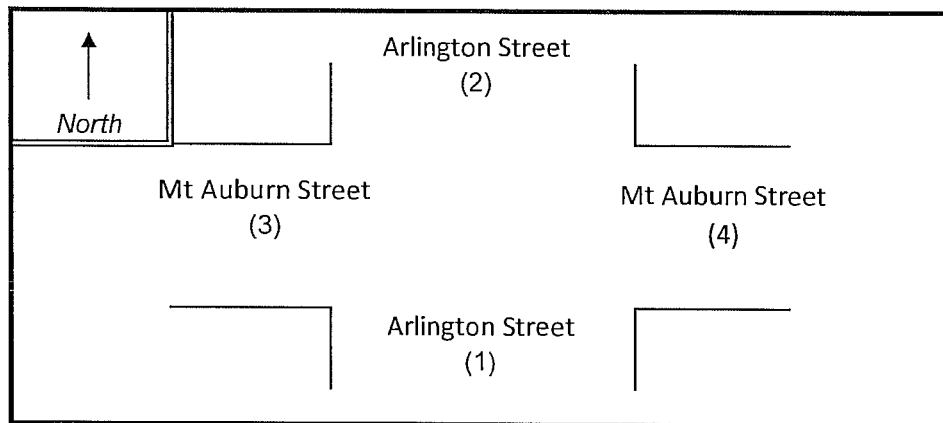 Arlington Street
(2)
North
Mt Auburn Street
(3)
Mt Auburn Street
(4)
Arlington Street
(1)